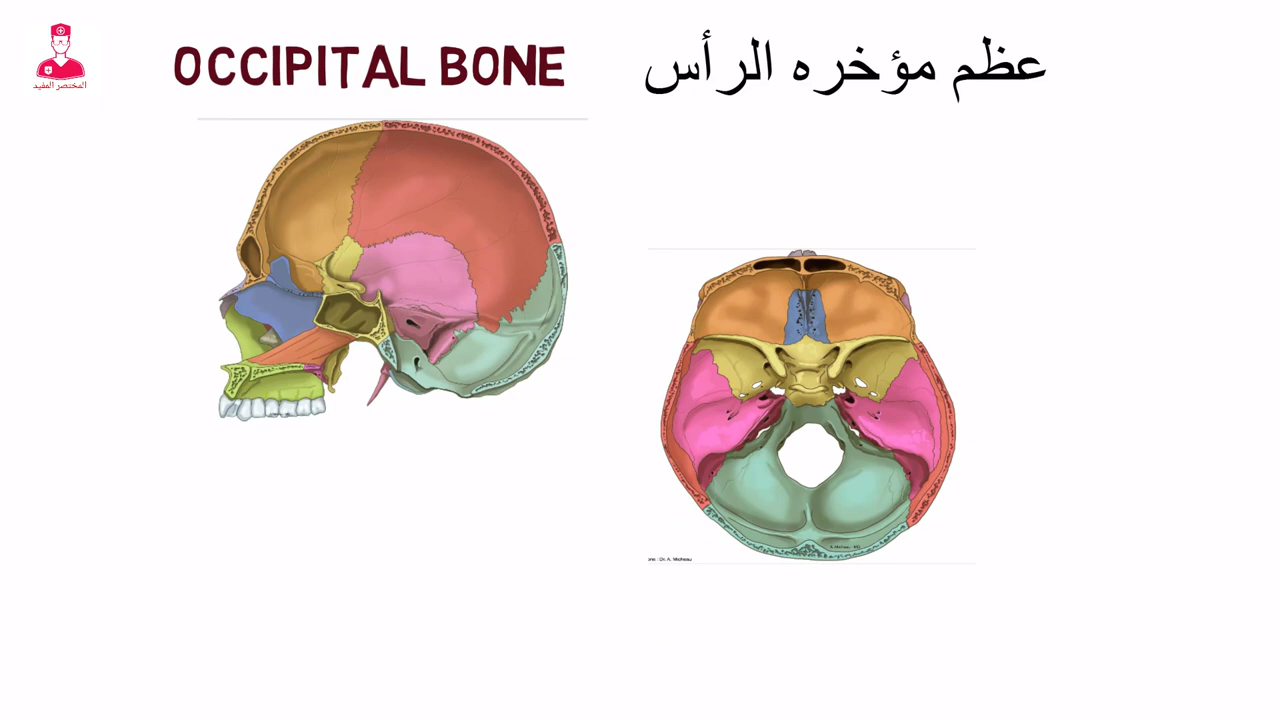 OCCIPITAL BONE
عظم مؤخره الرأس
المختصر المفيد